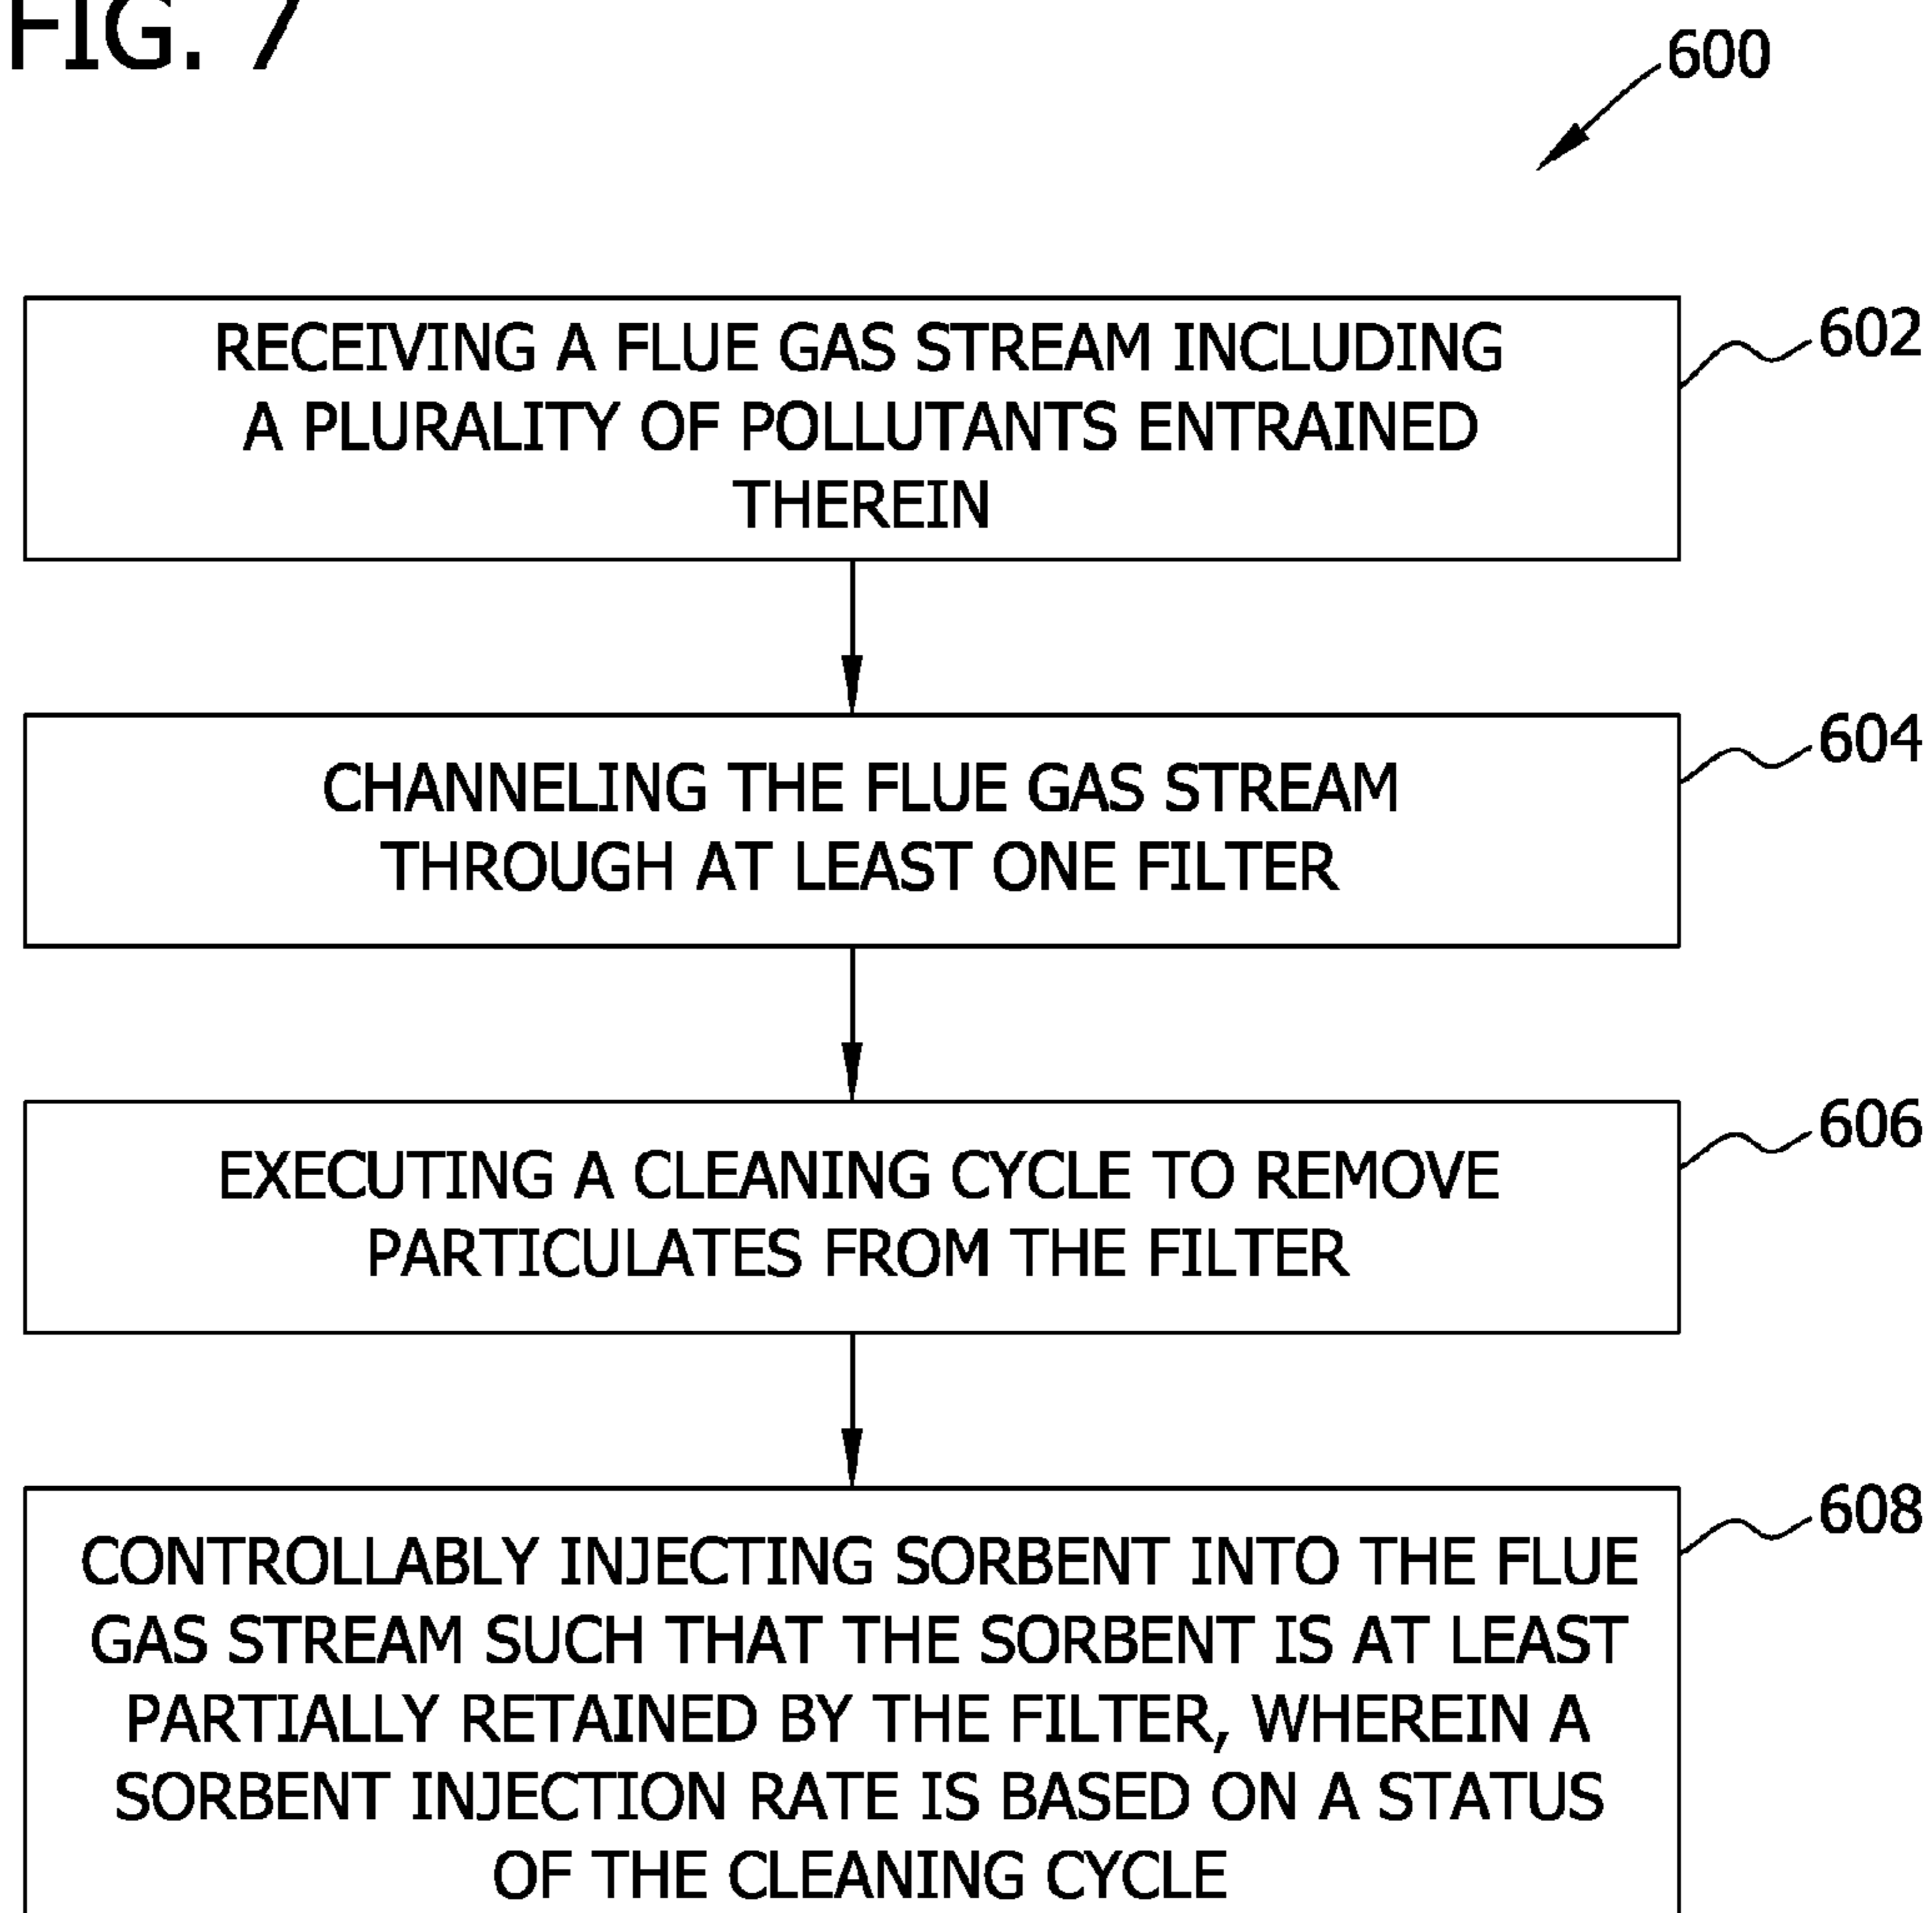 FIG. 7
600
RECEIVING A FLUE GAS STREAM INCLUDING
A PLURALITY OF POLLUTANTS ENTRAINED
THEREIN
602
CHANNELING THE FLUE GAS STREAM
THROUGH AT LEAST ONE FILTER
604
EXECUTING A CLEANING CYCLE TO REMOVE
PARTICULATES FROM THE FILTER
606
CONTROLLABLY INJECTING SORBENT INTO THE FLUE
GAS STREAM SUCH THAT THE SORBENT IS AT LEAST
PARTIALLY RETAINED BY THE FILTER, WHEREIN A
SORBENT INJECTION RATE IS BASED ON A STATUS
OF THE CLEANING CYCLE
608